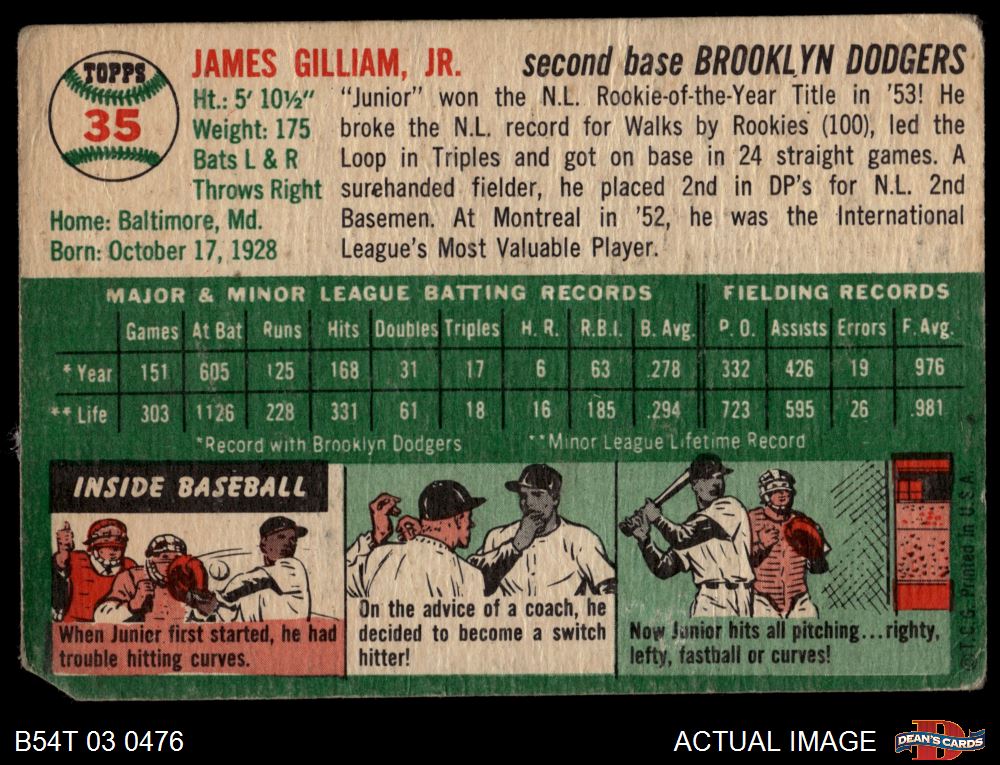 TOPPS
35
JAMES GILLIAM, JR.
second base BROOKLYN DODGERS
Ht.: 5' 10½"
Weight: 175
Bats L & R
Throws Right
Home: Baltimore, Md.
Born: October 17, 1928
"Junior" won the N.L. Rookie-of-the-Year Title in '53! He
broke the N.L. record for Walks by Rookies (100), led the
Loop in Triples and got on base in 24 straight games. A
surehanded fielder, he placed 2nd in DP's for N.L. 2nd
Basemen. At Montreal in '52, he was the International
League's Most Valuable Player.
MAJOR & MINOR LEAGUE BATTING RECORDS FIELDING RECORDS
Games At Bat Runs Hits Doubles Triples H. R. R.B.I. B. Avg. P. O. Assists Errors F. Avg.
* Year 151 605 125 168 31 17 6 63 .278 332 426 19 .976
** Life 303 1126 228 331 61 18 16 185 .294 723 595 26 .981
*Record with Brooklyn Dodgers **Minor League Lifetime Record
INSIDE BASEBALL
When Junior first started, he had
trouble hitting curves.
On the advice of a coach, he
decided to become a switch
hitter!
Now Junior hits all pitching...righty,
lefty, fastball or curves!
© T.C.G. Printed in U.S.A.
B54T 03 0476
ACTUAL IMAGE
DEAN'S CARDS